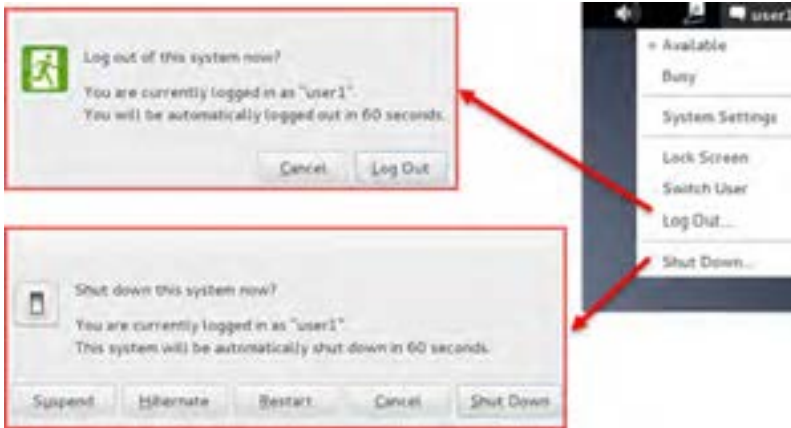 Log out of this system now?
You are currently logged in as "user1".
You will be automatically logged out in 60 seconds.
Cancel
Log Out
Shut down this system now?
You are currently logged in as "user1"
This system will be automatically shut down in 60 seconds.
Suspend
Hibernate
Restart
Cancel
Shut Down
user1
Available
Busy
System Settings
Lock Screen
Switch User
Log Out...
Shut Down...